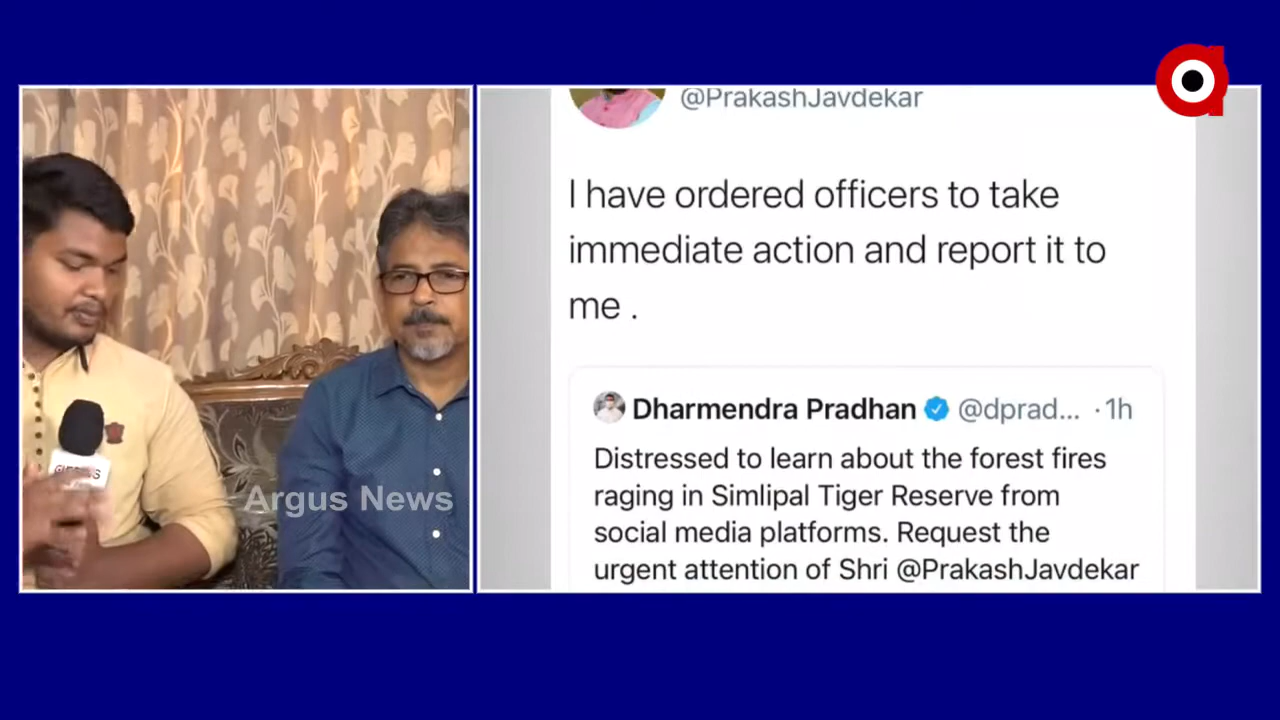 @PrakashJavdekar
I have ordered officers to take
immediate action and report it to
me .
Dharmendra Pradhan @dprad... · 1h
Distressed to learn about the forest fires
raging in Simlipal Tiger Reserve from
social media platforms. Request the
urgent attention of Shri @PrakashJavdekar
Argus News